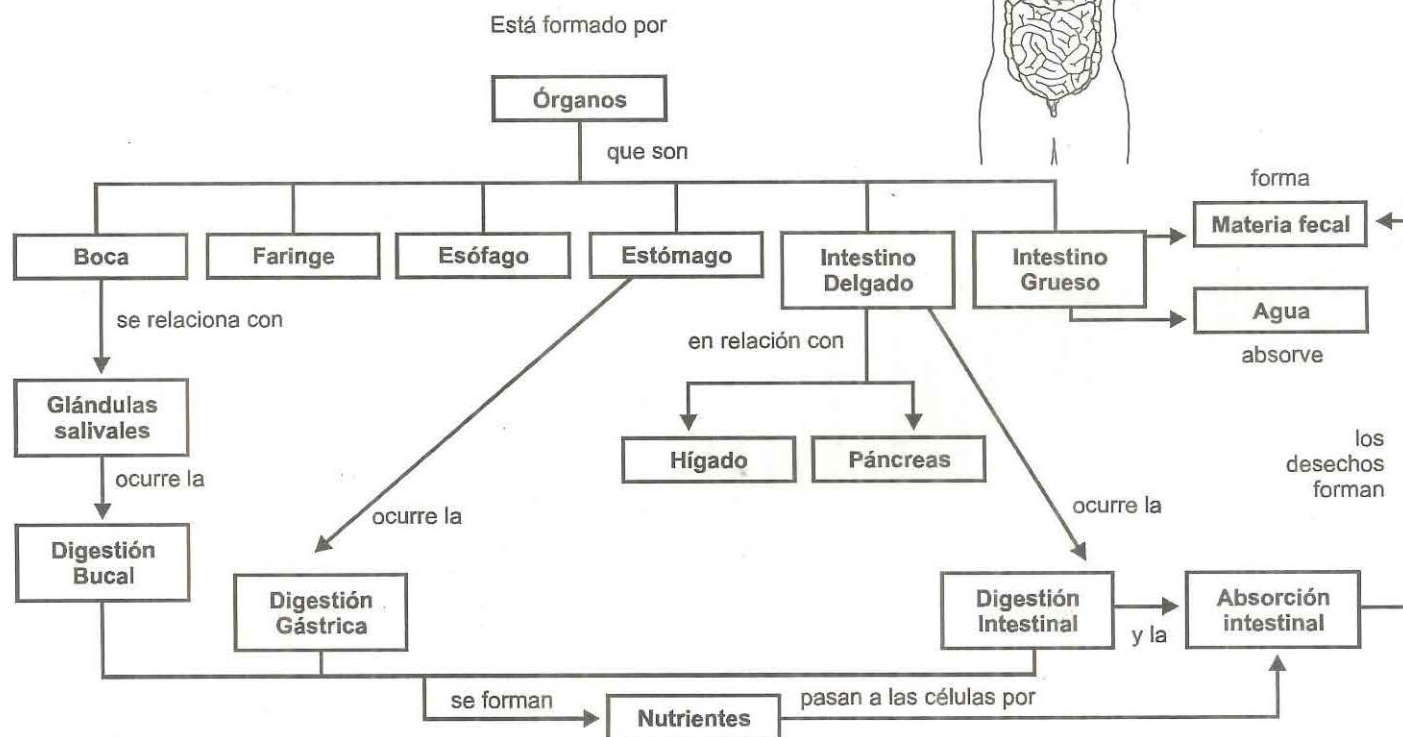 Está formado por
Órganos
que son
forma
Materia fecal
Boca
Faringe
Esófago
Estómago
Intestino
Delgado
Intestino
Grueso
Agua
absorve
se relaciona con
en relación con
Glándulas
salivales
Hígado
Páncreas
los
desechos
forman
ocurre la
ocurre la
ocurre la
Digestión
Bucal
Digestión
Gástrica
Digestión
Intestinal
y la
Absorción
intestinal
se forman
Nutrientes
pasan a las células por